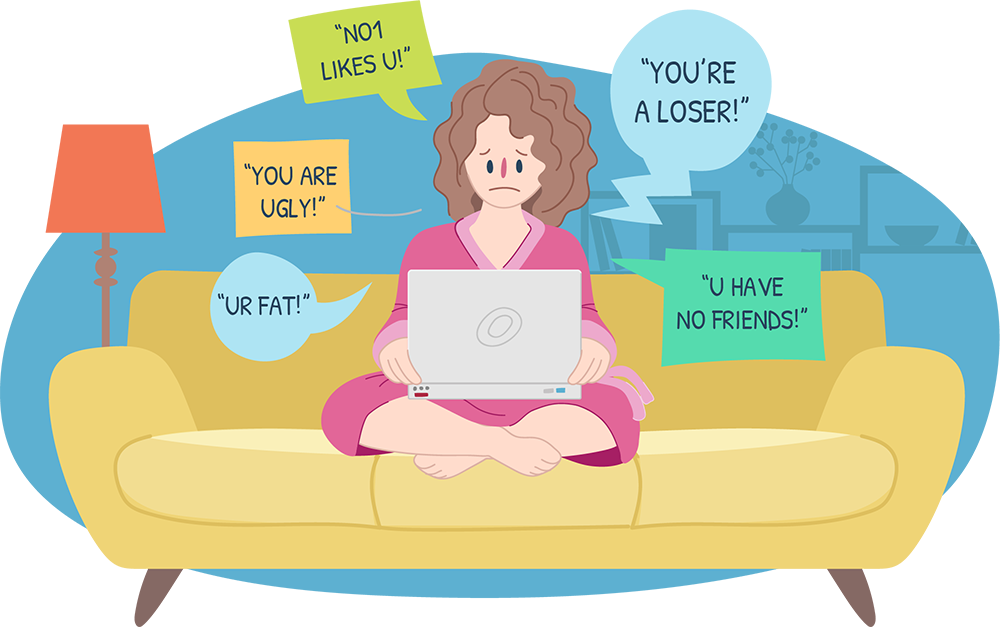 "NO1
LIKES U!"
"YOU'RE
A LOSER!"
"YOU ARE
UGLY!"
"UR FAT!"
"U HAVE
NO FRIENDS!"